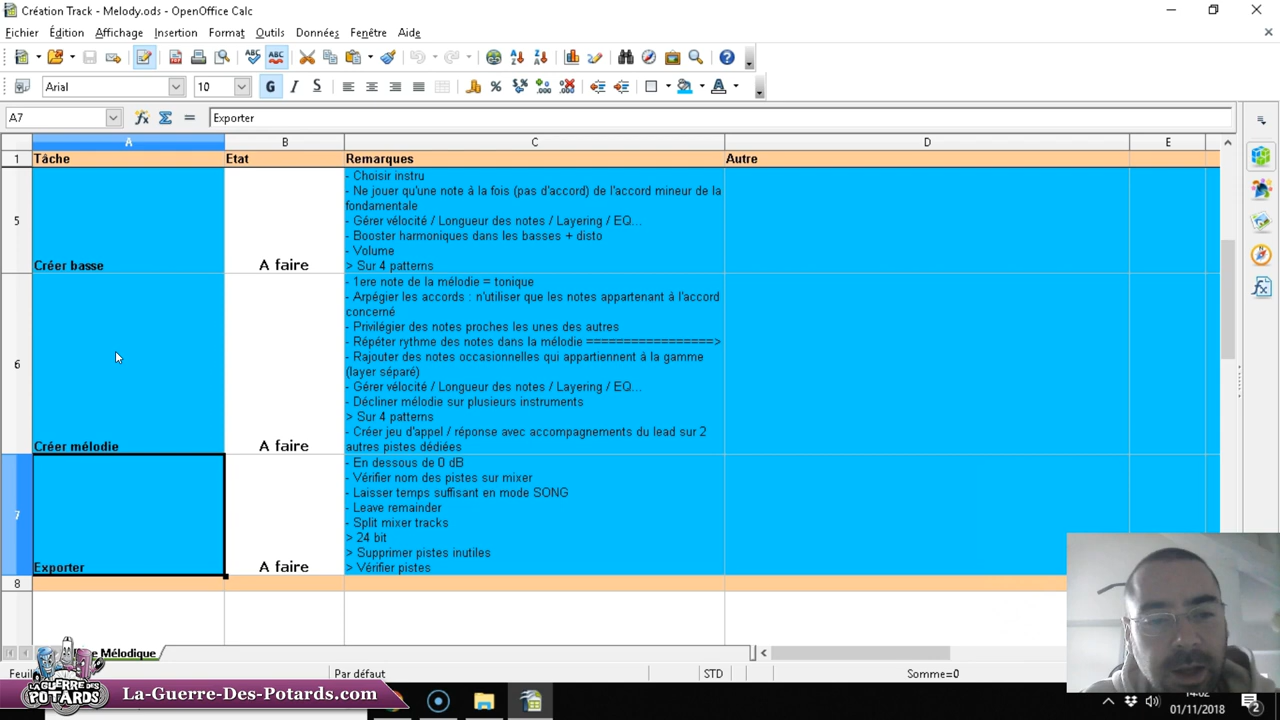 Création Track - Melody.ods - OpenOffice Calc
Fichier Édition Affichage Insertion Format Outils Données Fenêtre Aide
Arial 10 G I S
A7 Exporter
A B C D E
1 Tâche Etat Remarques Autre
- Choisir instru
- Ne jouer qu'une note à la fois (pas d'accord) de l'accord mineur de la
fondamentale
- Gérer vélocité / Longueur des notes / Layering / EQ...
- Booster harmoniques dans les basses + disto
- Volume
5 Créer basse A faire > Sur 4 patterns
- 1ere note de la mélodie = tonique
- Arpégier les accords : n'utiliser que les notes appartenant à l'accord
concerné
- Privilégier des notes proches les unes des autres
- Répéter rythme des notes dans la mélodie =================>
- Rajouter des notes occasionnelles qui appartiennent à la gamme
(layer séparé)
- Gérer vélocité / Longueur des notes / Layering / EQ...
- Décliner mélodie sur plusieurs instruments
> Sur 4 patterns
- Créer jeu d'appel / réponse avec accompagnements du lead sur 2
6 Créer mélodie A faire autres pistes dédiées
- En dessous de 0 dB
- Vérifier nom des pistes sur mixer
- Laisser temps suffisant en mode SONG
- Leave remainder
- Split mixer tracks
> 24 bit
> Supprimer pistes inutiles
7 Exporter A faire > Vérifier pistes
8
Mélodique
Feuil Par défaut STD Somme=0
LA GUERRE DES POTARDS La-Guerre-Des-Potards.com
14:02
01/11/2018
2